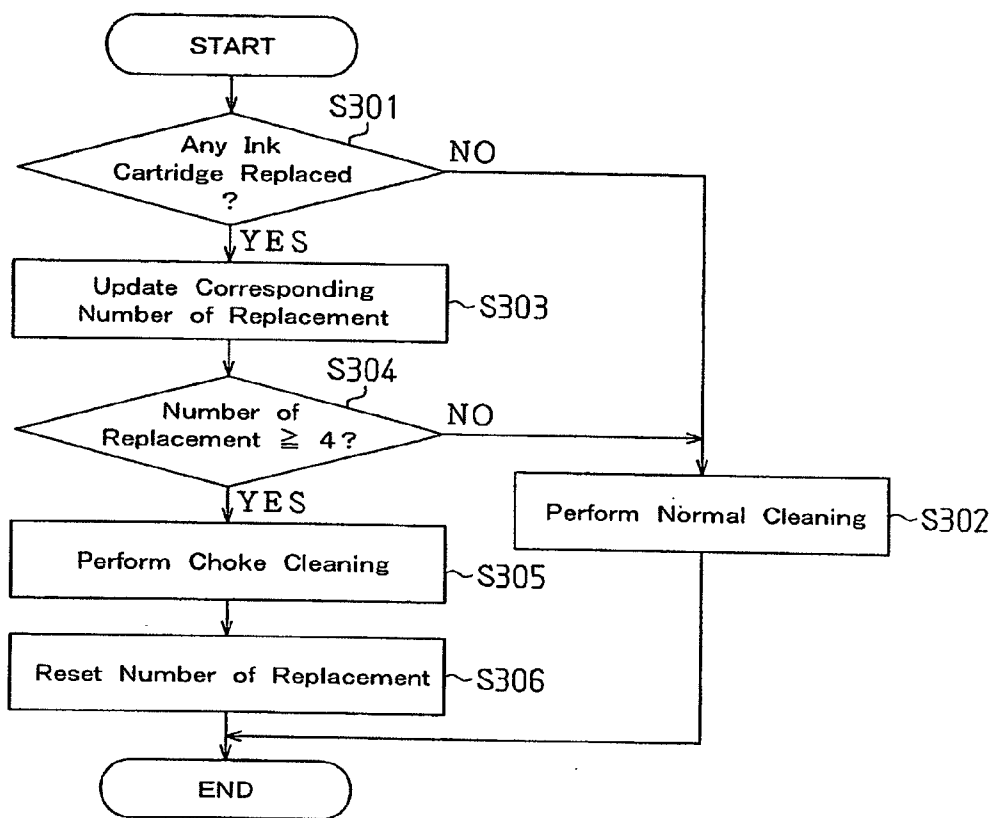 START
S301
Any Ink
Cartridge Replaced
?
NO
YES
Update Corresponding
Number of Replacement
S303
S304
Number of
Replacement ≧ 4?
NO
YES
Perform Normal Cleaning
S302
Perform Choke Cleaning
S305
Reset Number of Replacement
S306
END